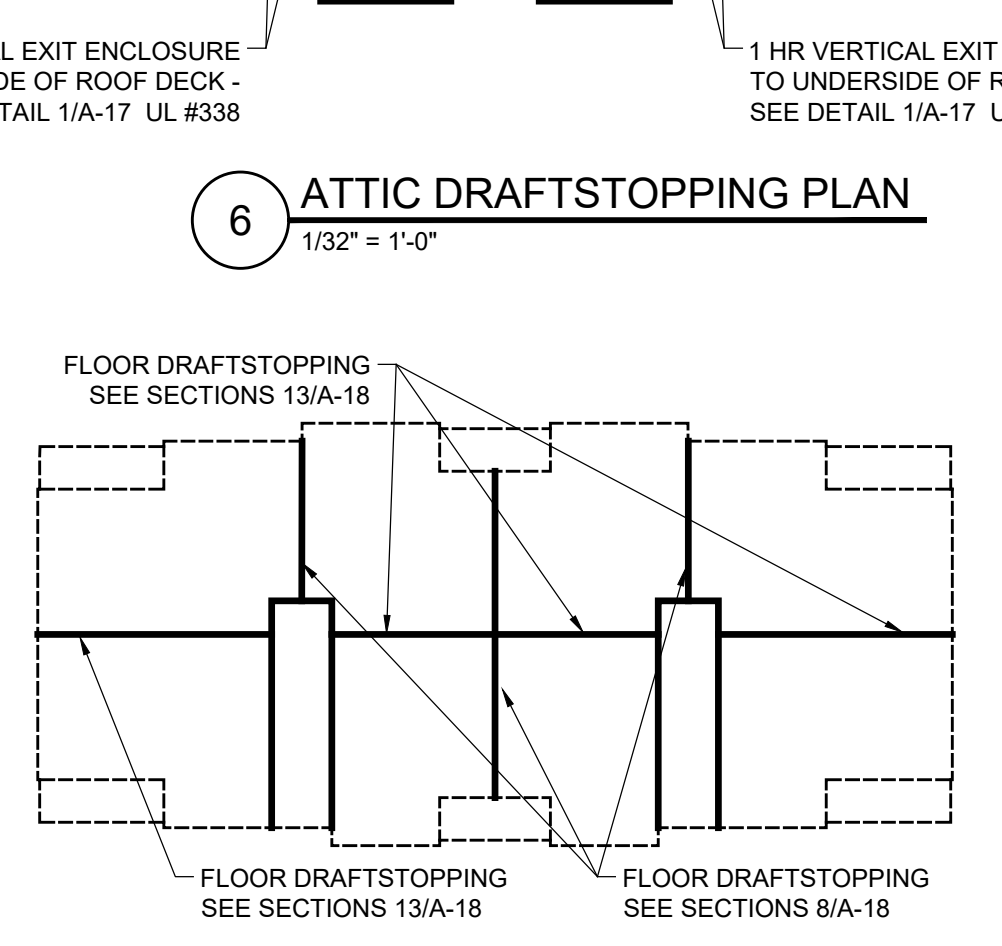 L EXIT ENCLOSURE
DE OF ROOF DECK -
TAIL 1/A-17 UL #338
1 HR VERTICAL EXIT
TO UNDERSIDE OF R
SEE DETAIL 1/A-17 U
6
ATTIC DRAFTSTOPPING PLAN
1/32" = 1'-0"
FLOOR DRAFTSTOPPING
SEE SECTIONS 13/A-18
FLOOR DRAFTSTOPPING
SEE SECTIONS 13/A-18
FLOOR DRAFTSTOPPING
SEE SECTIONS 8/A-18